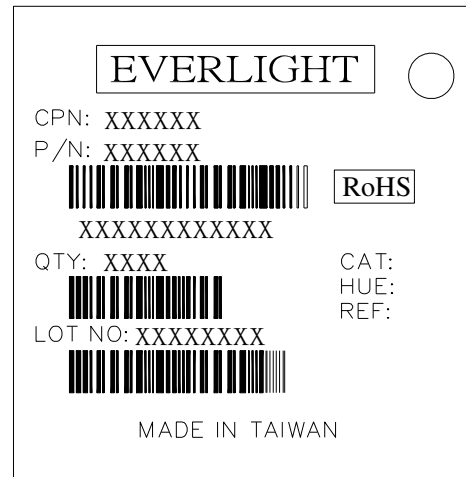 EVERLIGHT
CPN: XXXXXX
P/N: XXXXXX
RoHS
XXXXXXXXXXXX
QTY: XXXX
CAT:
HUE:
REF:
LOT NO: XXXXXXXX
MADE IN TAIWAN